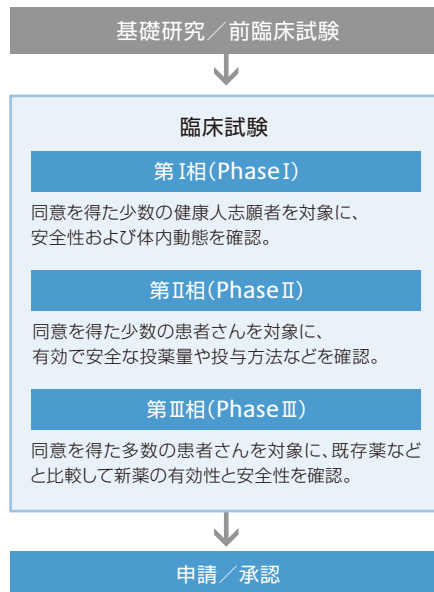 基礎研究／前臨床試験
臨床試験
第Ⅰ相(PhaseⅠ)
同意を得た少数の健康人志願者を対象に、
安全性および体内動態を確認。
第Ⅱ相(PhaseⅡ)
同意を得た少数の患者さんを対象に、
有効で安全な投薬量や投与方法などを確認。
第Ⅲ相(PhaseⅢ)
同意を得た多数の患者さんを対象に、既存薬など
と比較して新薬の有効性と安全性を確認。
申請／承認